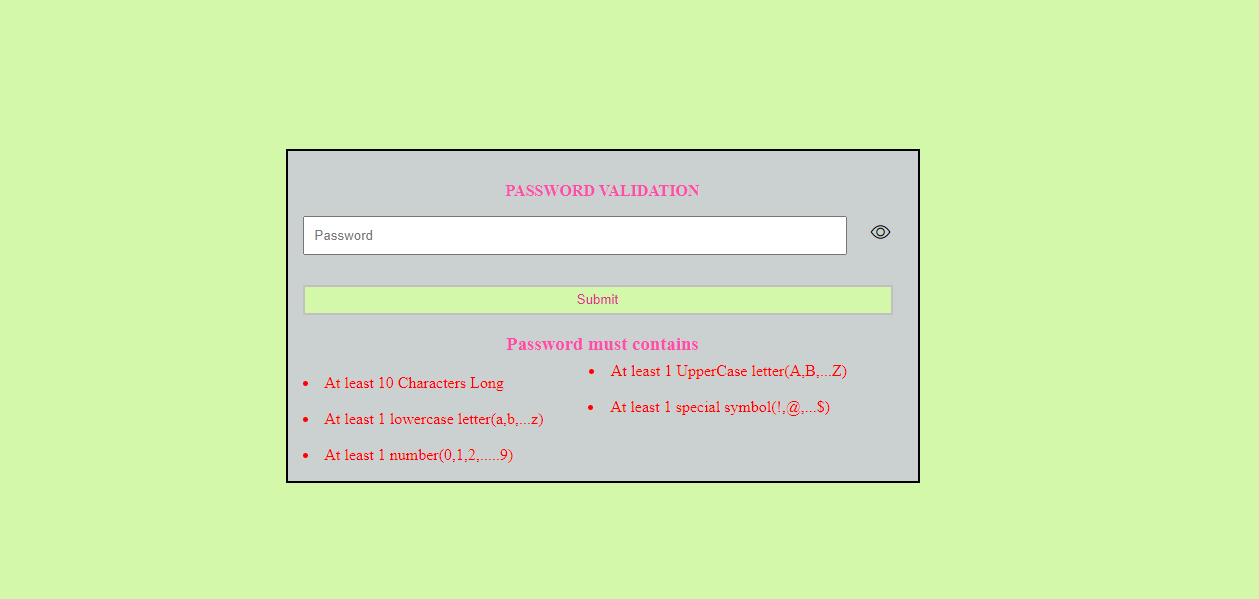 PASSWORD VALIDATION
Password
Submit
Password must contains
At least 10 Characters Long
At least 1 lowercase letter(a,b,...z)
At least 1 number(0,1,2,.....9)
At least 1 UpperCase letter(A,B,...Z)
At least 1 special symbol(!,@,...$)